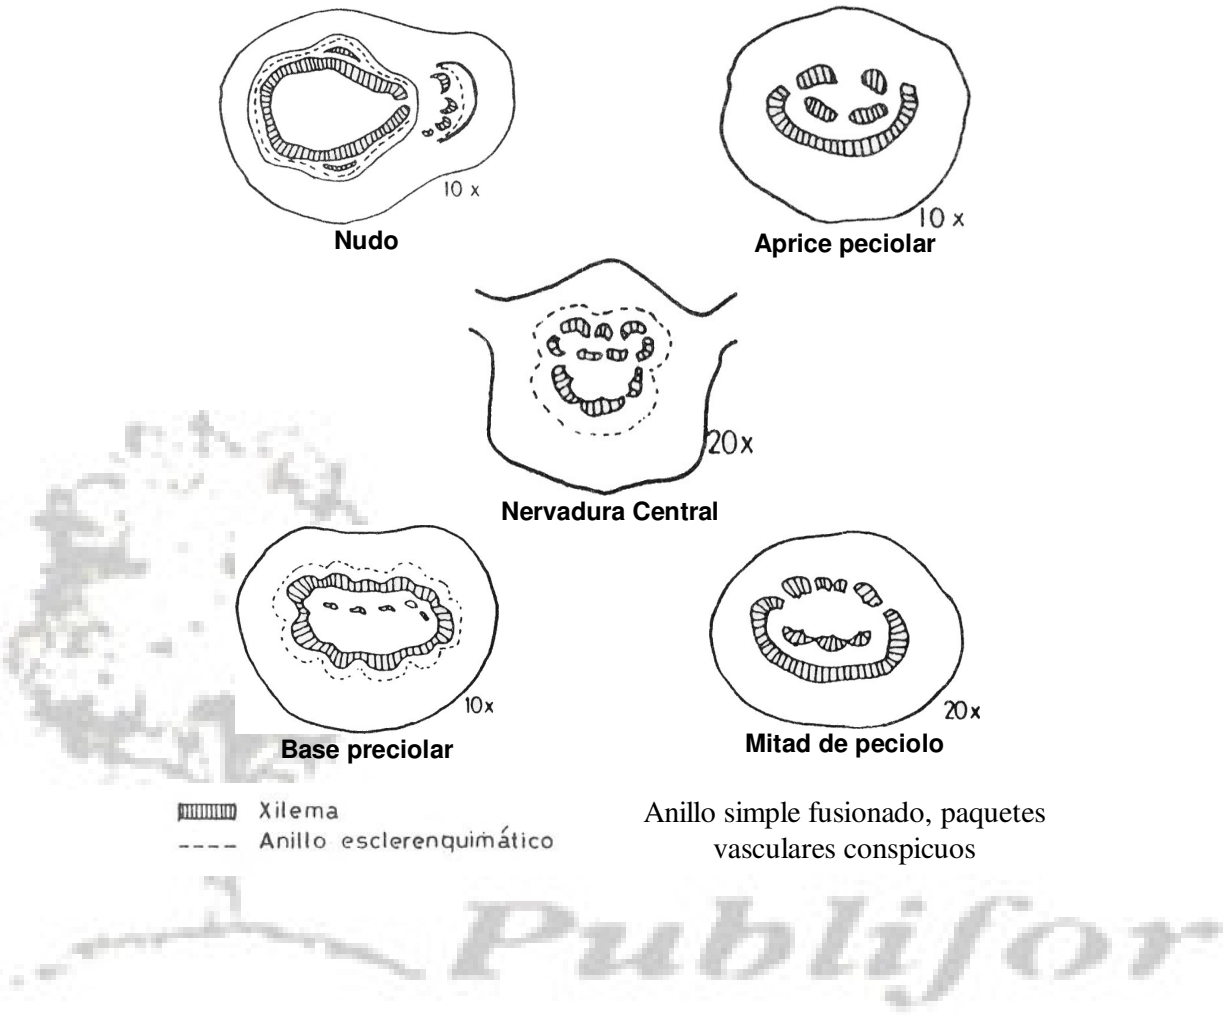 10 x
Nudo
10 x
Aprice peciolar
20x
Nervadura Central
10x
Base preciolar
20x
Mitad de peciolo
Xilema
Anillo esclerenquimático
Anillo simple fusionado, paquetes
vasculares conspicuos
Publifor